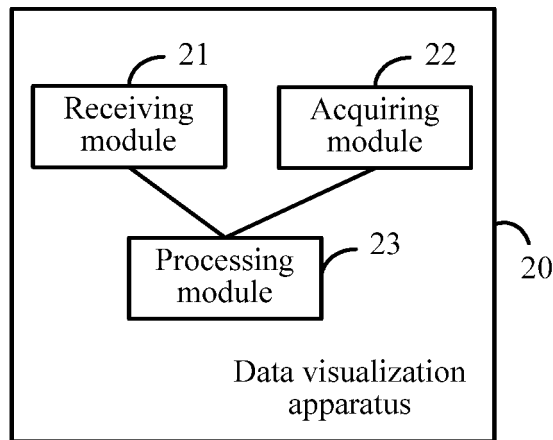 21
22
Receiving
module
Acquiring
module
23
Processing
module
20
Data visualization
apparatus